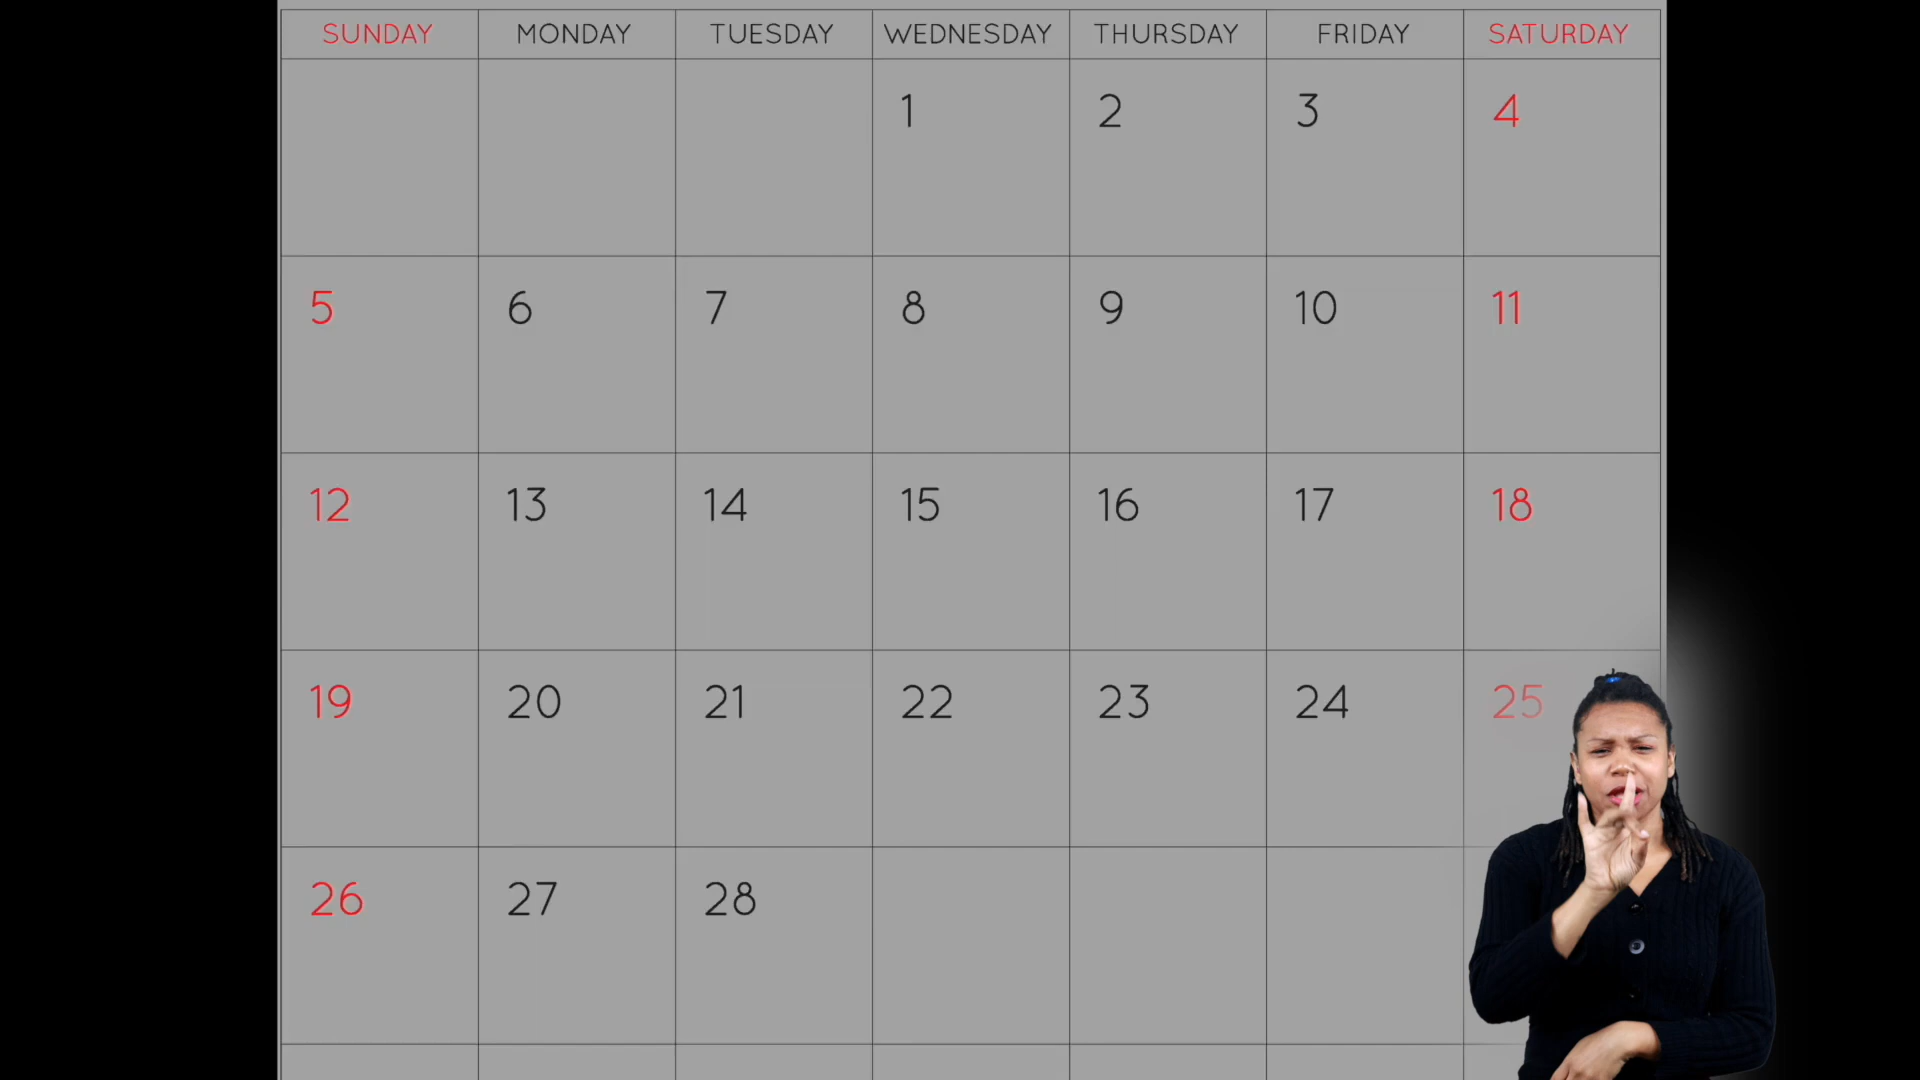 SUNDAY MONDAY TUESDAY WEDNESDAY THURSDAY FRIDAY SATURDAY
1 2 3 4
5 6 7 8 9 10 11
12 13 14 15 16 17 18
19 20 21 22 23 24 25
26 27 28